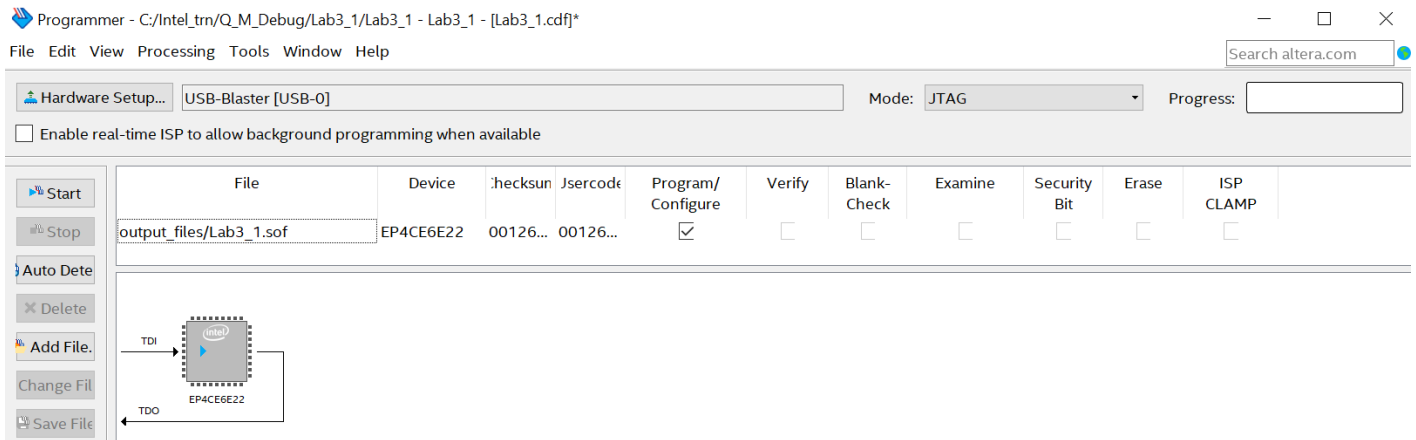 Programmer - C:/Intel_trn/Q_M_Debug/Lab3_1/Lab3_1 - Lab3_1 - [Lab3_1.cdf]*
File Edit View Processing Tools Window Help
Search altera.com
Hardware Setup... USB-Blaster [USB-0] Mode: JTAG Progress:
Enable real-time ISP to allow background programming when available
Start
Stop
Auto Dete
Delete
Add File.
Change Fil
Save File
File Device Checksun Usercode Program/ Verify Blank- Examine Security Erase ISP
Configure Check Bit CLAMP
output_files/Lab3_1.sof EP4CE6E22 00126... 00126...
intel
TDI
EP4CE6E22
TDO